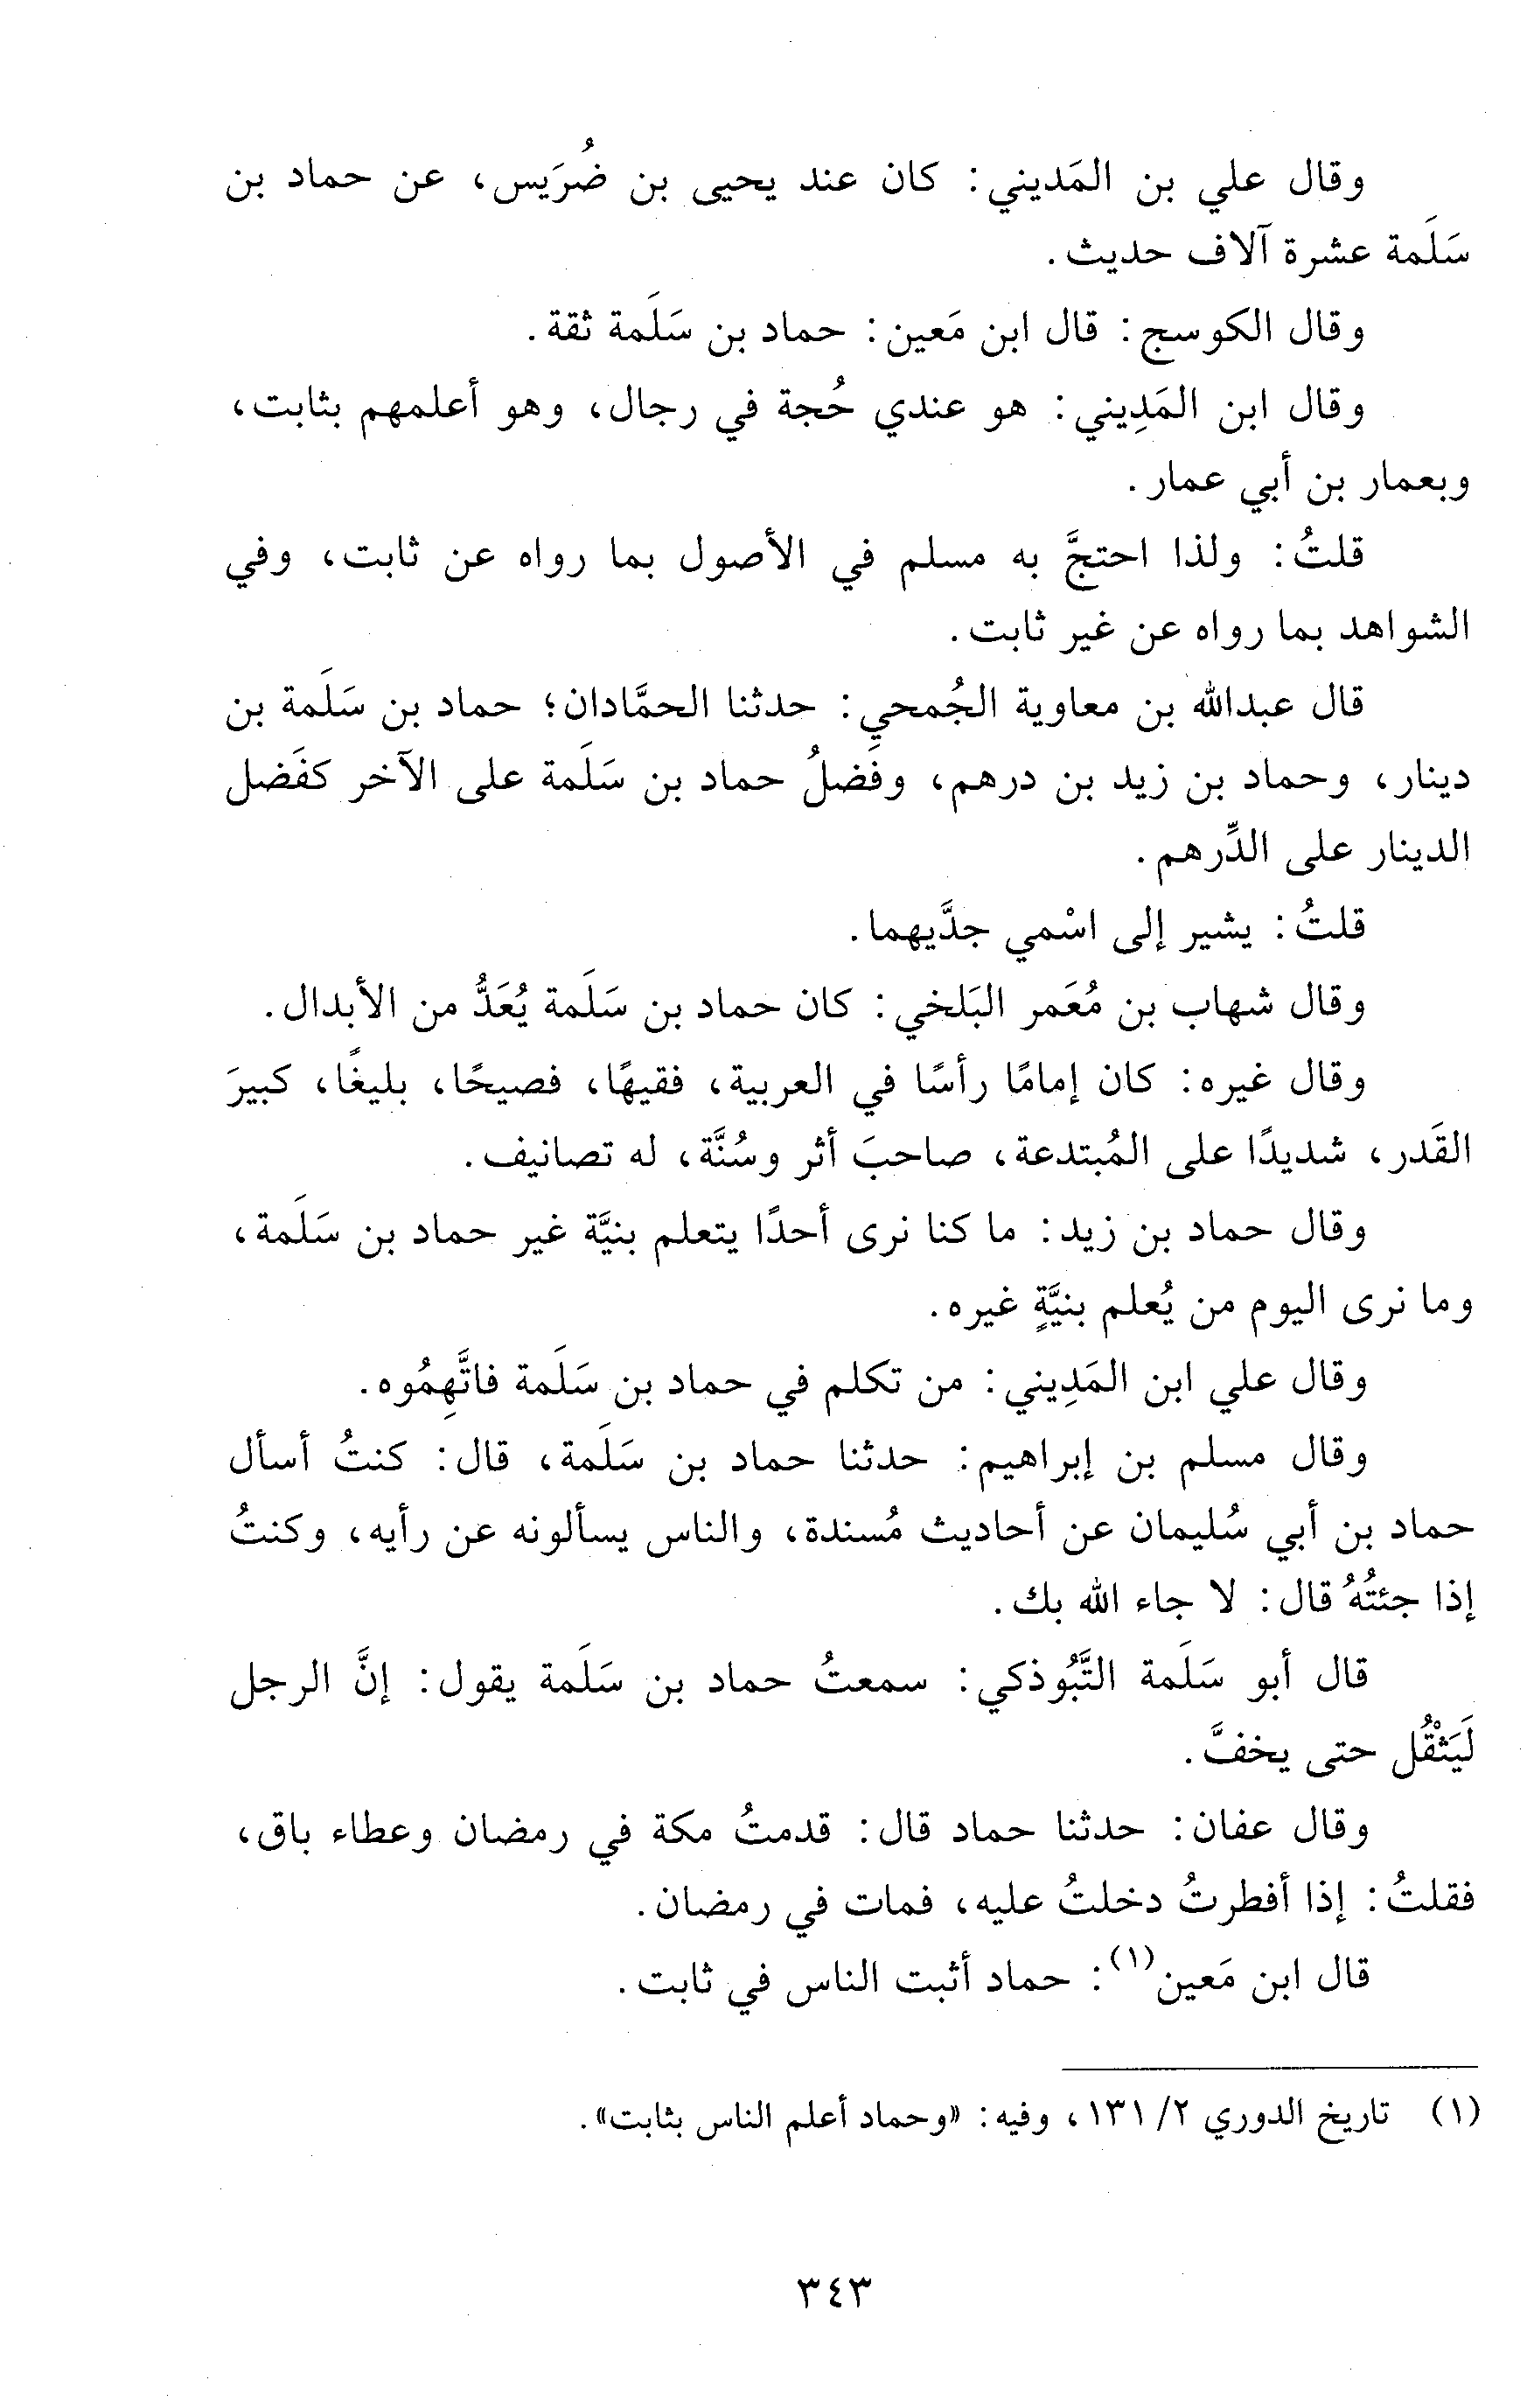 وقال علي بن المَديني: كان عند يحيى بن ضُرَيس، عن حماد بن
سَلَمة عشرة آلاف حديث.
وقال الكوسج: قال ابن مَعين: حماد بن سَلَمة ثقة.
وقال ابن المَدِيني: هو عندي حُجة في رجال، وهو أعلمهم بثابت،
وبعمار بن أبي عمار.
قلتُ: ولذا احتجَّ به مسلم في الأصول بما رواه عن ثابت، وفي
الشواهد بما رواه عن غير ثابت.
قال عبدالله بن معاوية الجُمحي: حدثنا الحمَّادان؛ حماد بن سَلَمة بن
دينار، وحماد بن زيد بن درهم، وفَضلُ حماد بن سَلَمة على الآخر كفَضل
الدينار على الدِّرهم.
قلتُ: يشير إلى اسْمي جدَّيهما.
وقال شهاب بن مُعَمر البَلخي: كان حماد بن سَلَمة يُعَدُّ من الأبدال.
وقال غيره: كان إمامًا رأسًا في العربية، فقيهًا، فصيحًا، بليغًا، كبيرَ
القَدر، شديدًا على المُبتدعة، صاحبَ أثر وسُنَّة، له تصانيف.
وقال حماد بن زيد: ما كنا نرى أحدًا يتعلم بنيَّة غير حماد بن سَلَمة،
وما نرى اليوم من يُعلم بنيَّةٍ غيره.
وقال علي ابن المَدِيني: من تكلم في حماد بن سَلَمة فاتَّهِمُوه.
وقال مسلم بن إبراهيم: حدثنا حماد بن سَلَمة، قال: كنتُ أسأل
حماد بن أبي سُليمان عن أحاديث مُسندة، والناس يسألونه عن رأيه، وكنتُ
إذا جئتُهُ قال: لا جاء الله بك.
قال أبو سَلَمة التَّبُوذكي: سمعتُ حماد بن سَلَمة يقول: إنَّ الرجل
لَيَثْقُل حتى يخفَّ.
وقال عفان: حدثنا حماد قال: قدمتُ مكة في رمضان وعطاء باق،
فقلتُ: إذا أفطرتُ دخلتُ عليه، فمات في رمضان.
قال ابن مَعين(١): حماد أثبت الناس في ثابت.
(١) تاريخ الدوري ٢/ ١٣١، وفيه: «وحماد أعلم الناس بثابت».
٣٤٣